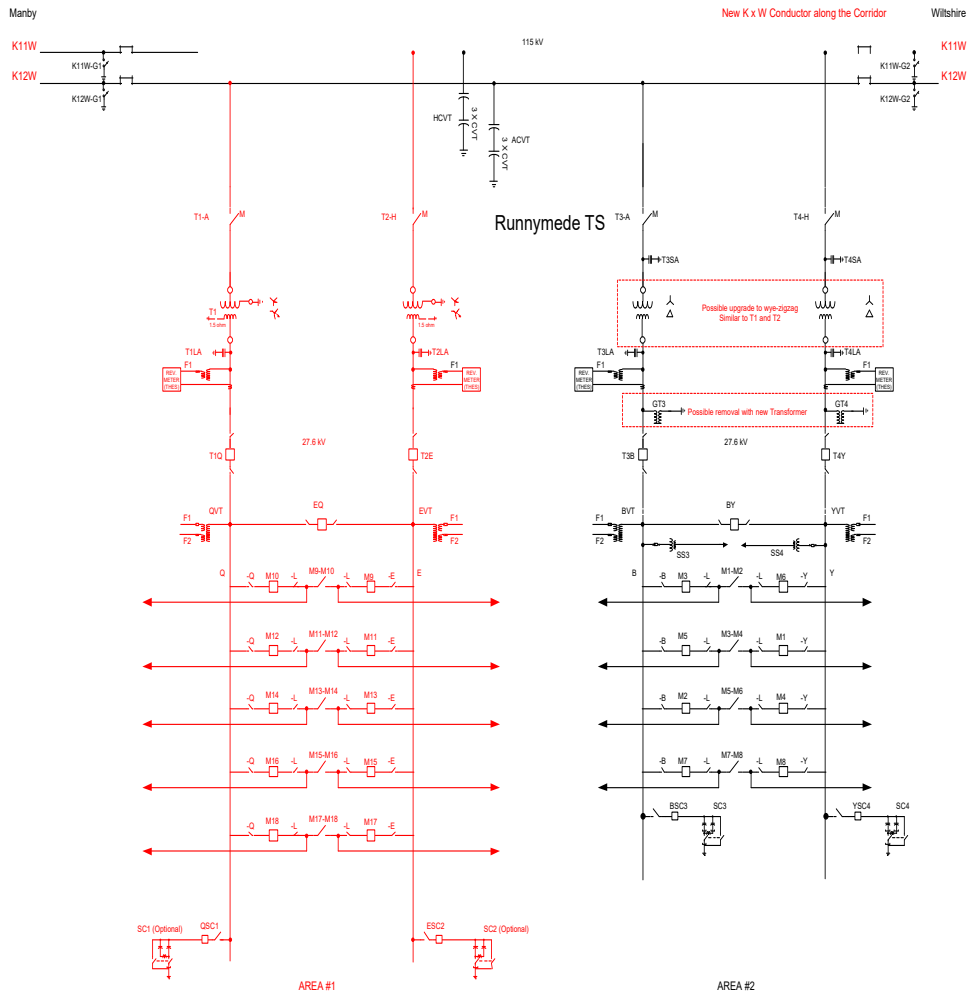 Manby
New K x W Conductor along the Corridor
Wiltshire
K11W
115 kV
K11W
K11W-G1
K11W-G2
K12W
K12W
K12W-G1
K12W-G2
HCVT
3 X CVT
ACVT
3 X CVT
Runnymede TS
T1-A
M
T2-H
M
T3-A
M
T4-H
M
T3SA
T4SA
T1
1.5 ohm
1.5 ohm
Possible upgrade to wye-zigzag
Similar to T1 and T2
T1LA
T2LA
T3LA
T4LA
F1
F1
F1
F1
REV.
METER
(THES)
REV.
METER
(THES)
REV.
METER
(THES)
REV.
METER
(THES)
GT3
Possible removal with new Transformer
GT4
27.6 kV
27.6 kV
T1Q
T2E
T3B
T4Y
QVT
EQ
EVT
BVT
BY
YVT
F1
F1
F1
F1
F2
F2
F2
F2
SS3
SS4
Q
E
B
Y
-Q M10 -L M9-M10 -L M9 -E
-B M3 -L M1-M2 -L M6 -Y
-Q M12 -L M11-M12 -L M11 -E
-B M5 -L M3-M4 -L M1 -Y
-Q M14 -L M13-M14 -L M13 -E
-B M2 -L M5-M6 -L M4 -Y
-Q M16 -L M15-M16 -L M15 -E
-B M7 -L M7-M8 -L M8 -Y
BSC3
SC3
YSC4
SC4
-Q M18 -L M17-M18 -L M17 -E
SC1 (Optional)
QSC1
ESC2
SC2 (Optional)
AREA #1
AREA #2